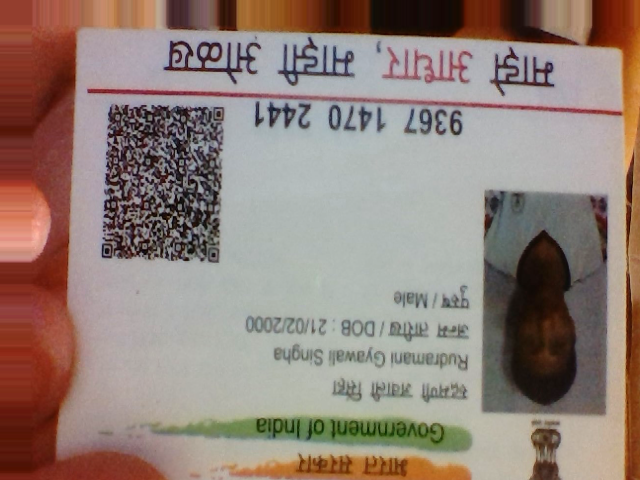 भारत सरकार
Government of India
रूद्रमणी ज्ञवाली सिंहा
Rudramani Gyawali Singha
जन्म तारीख / DOB : 21/02/2000
पुरुष / Male
9367 1470 2441
माझे आधार, माझी ओळख